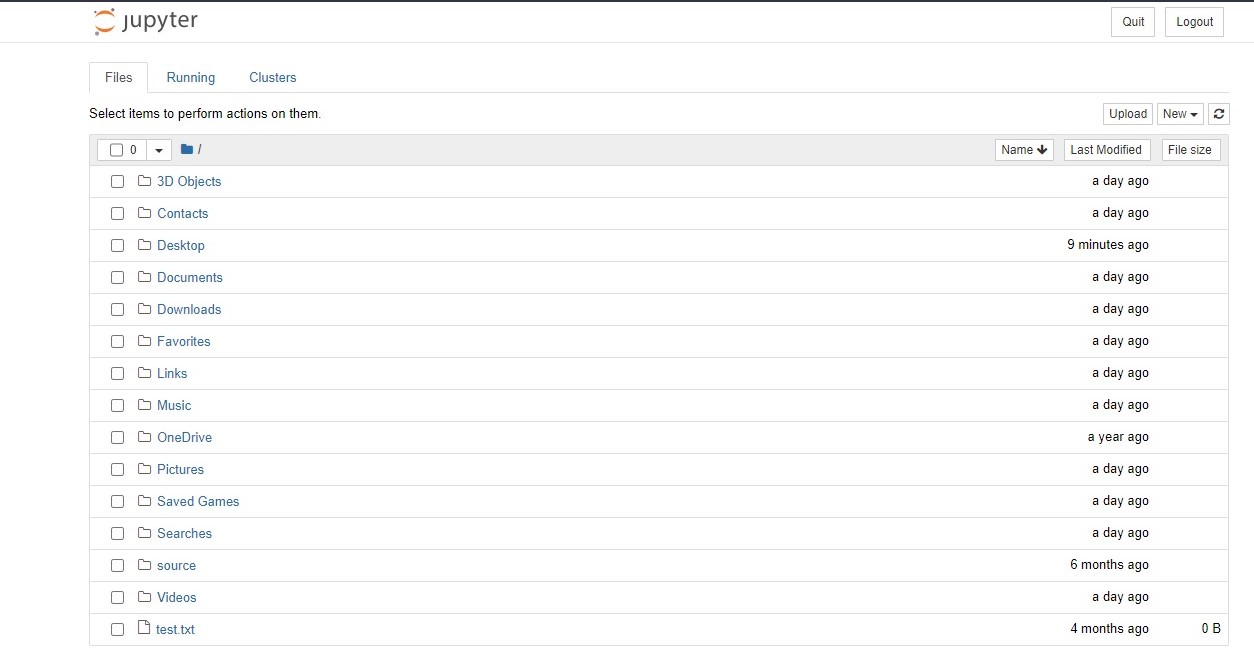 jupyter Quit Logout
Files Running Clusters
Select items to perform actions on them. Upload New
0 / Name Last Modified File size
3D Objects a day ago
Contacts a day ago
Desktop 9 minutes ago
Documents a day ago
Downloads a day ago
Favorites a day ago
Links a day ago
Music a day ago
OneDrive a year ago
Pictures a day ago
Saved Games a day ago
Searches a day ago
source 6 months ago
Videos a day ago
test.txt 4 months ago 0 B